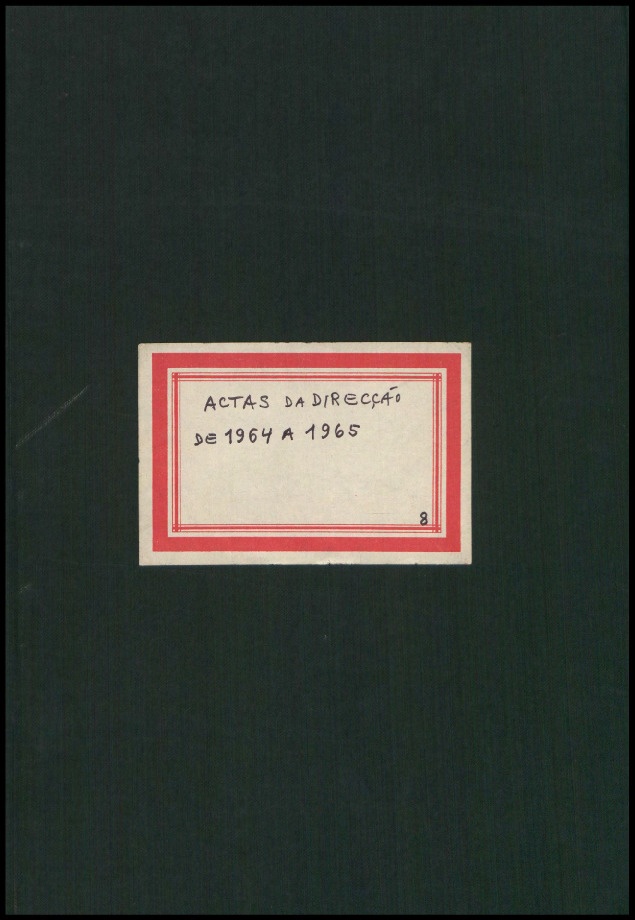 ACTAS DA DIRECÇÃO
DE 1964 A 1965
8